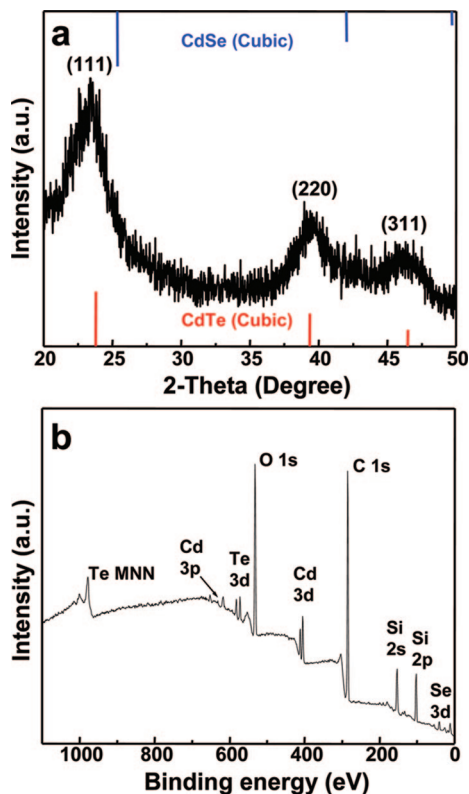 a
CdSe (Cubic)
(111)
(220)
(311)
Intensity (a.u.)
CdTe (Cubic)
20 25 30 35 40 45 50
2-Theta (Degree)
b
O 1s
C 1s
Te MNN
Cd
3p
Te
3d
Cd
3d
Si
2s
Si
2p
Se
3d
Intensity (a.u.)
1000 800 600 400 200 0
Binding energy (eV)